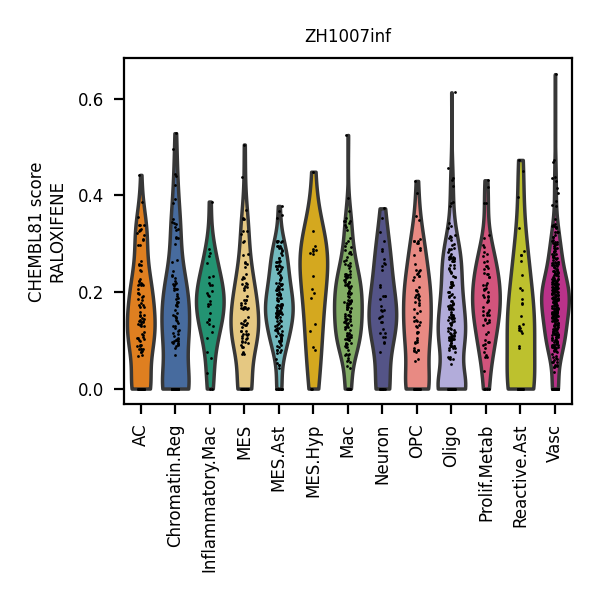 ZH1007inf
CHEMBL81 score
RALOXIFENE
0.6
0.4
0.2
0.0
AC
Chromatin.Reg
Inflammatory.Mac
MES
MES.Ast
MES.Hyp
Mac
Neuron
OPC
Oligo
Prolif.Metab
Reactive.Ast
Vasc